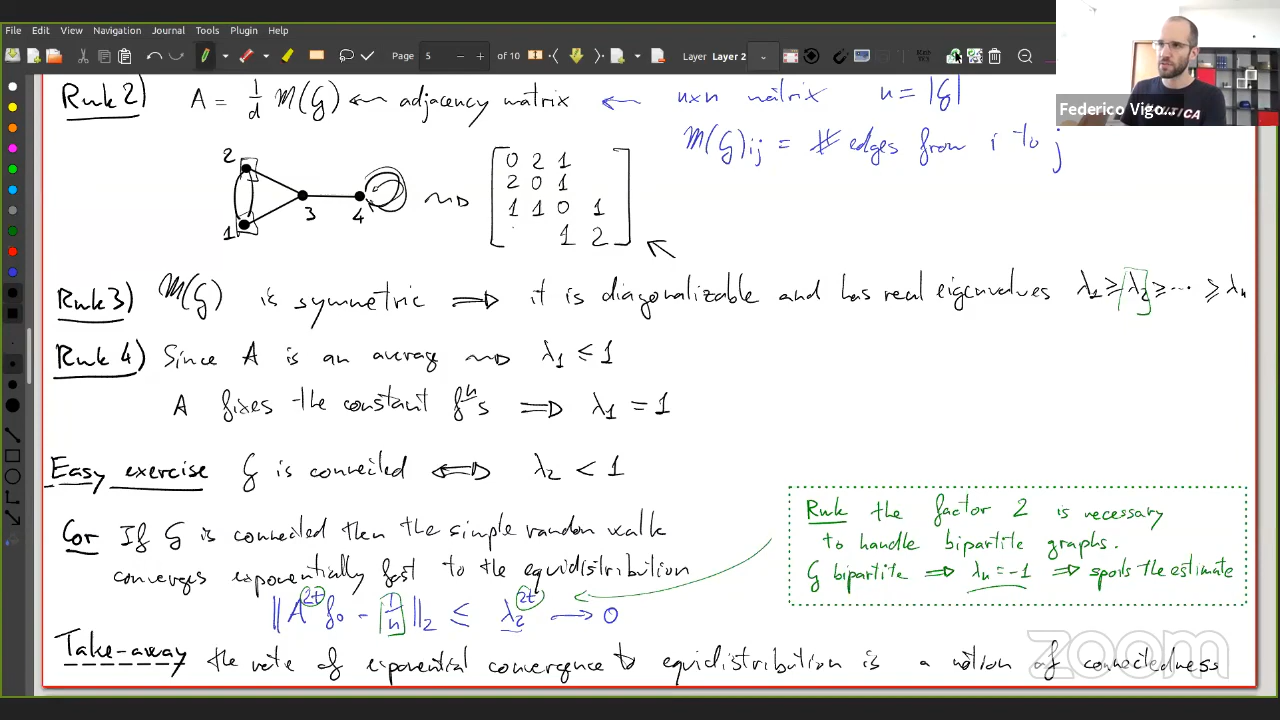 File Edit View Navigation Journal Tools Plugin Help
Page 5 of 10 Layer Layer 2
Federico Vigo...
Rmk 2) A = 1/d M(G) ← adjacency matrix ← n×n matrix n = |G|
M(G)ij = # edges from i to j
2
1
3
4
0 2 1
2 0 1
1 1 0 1
1 2
Rmk 3) M(G) is symmetric ⟹ it is diagonalizable and has real eigenvalues λ1 ≥ λ2 ≥ ... ≥ λn
Rmk 4) Since A is an average ⇝ λ1 ≤ 1
A fixes the constant fⁿs ⟹ λ1 = 1
Easy exercise G is connected ⟺ λ2 < 1
Cor If G is connected then the simple random walk
converges exponentially fast to the equidistribution
‖A^2t f0 - 1/n‖2 ≤ λ2^2t → 0
Rmk the factor 2 is necessary
to handle bipartite graphs.
G bipartite ⟹ λn = -1 ⟹ spoils the estimate
Take-away the rate of exponential convergence to equidistribution is a notion of connectedness
zoom